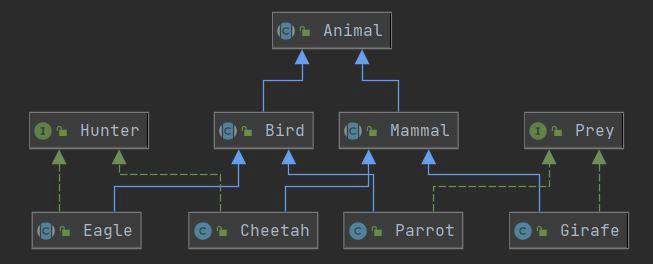 C Animal
I Hunter
C Bird
C Mammal
I Prey
C Eagle
C Cheetah
C Parrot
C Girafe